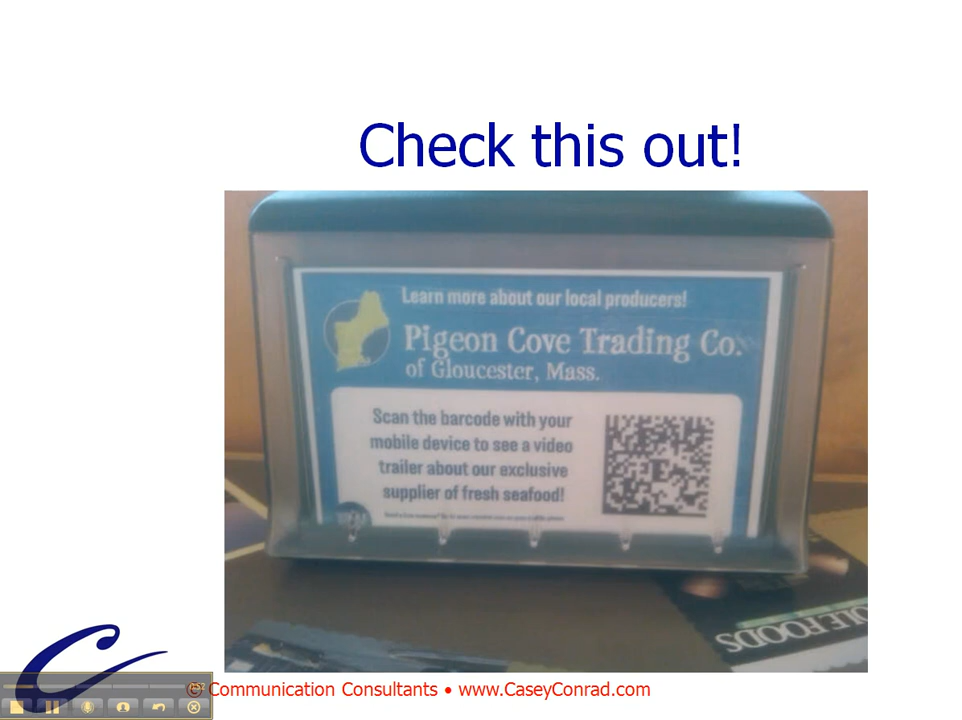 Check this out!
Learn more about our local producers!
Pigeon Cove Trading Co.
of Gloucester, Mass.
Scan the barcode with your
mobile device to see a video
trailer about our exclusive
supplier of fresh seafood!
OLE FOODS
© Communication Consultants • www.CaseyConrad.com